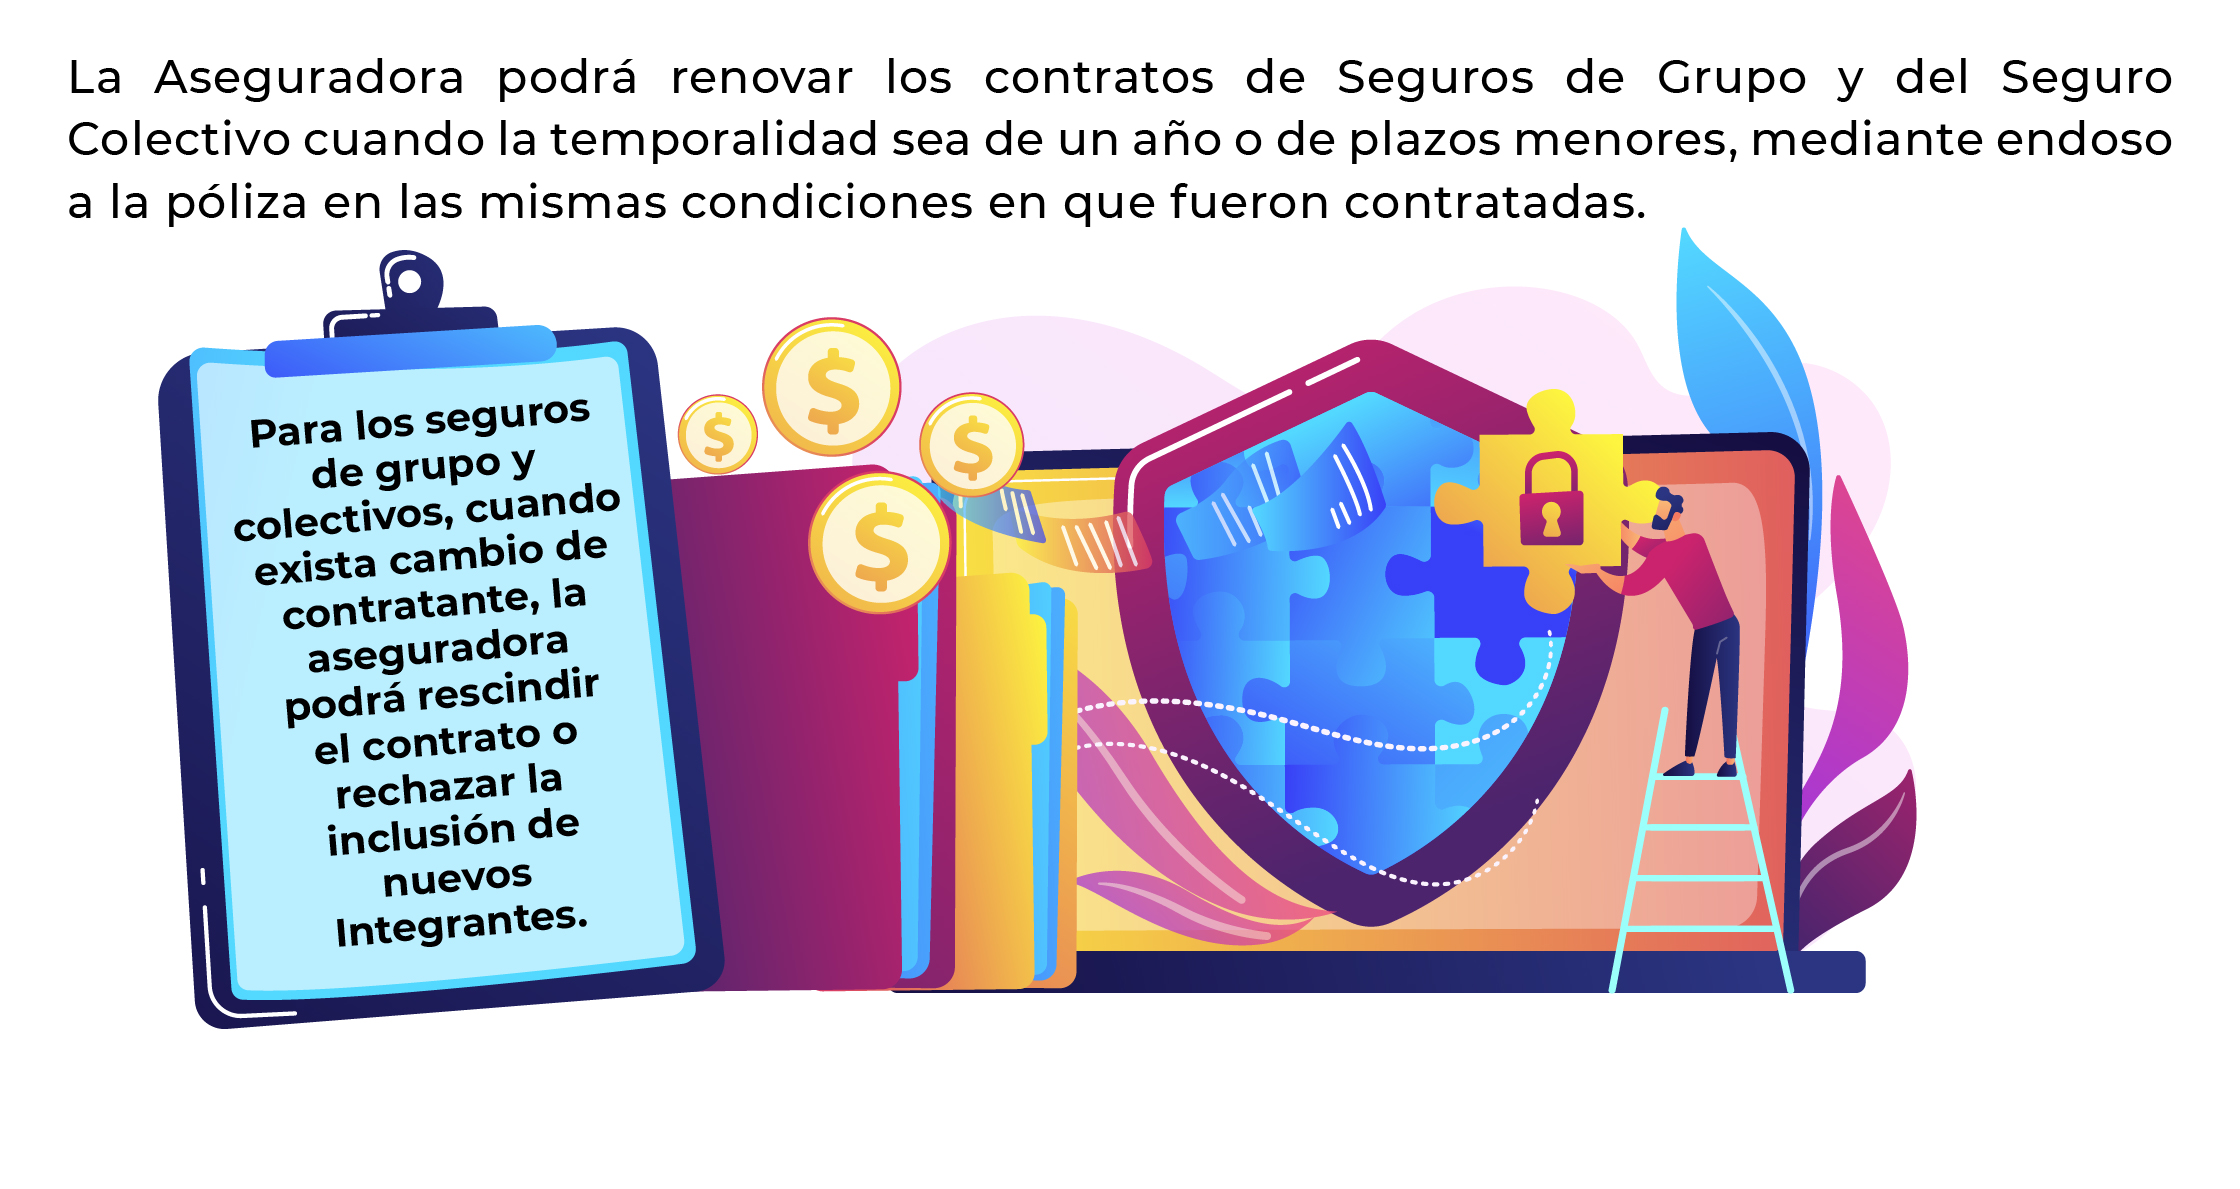 La Aseguradora podrá renovar los contratos de Seguros de Grupo y del Seguro
Colectivo cuando la temporalidad sea de un año o de plazos menores, mediante endoso
a la póliza en las mismas condiciones en que fueron contratadas.
Para los seguros
de grupo y
colectivos, cuando
exista cambio de
contratante, la
aseguradora
podrá rescindir
el contrato o
rechazar la
inclusión de
nuevos
Integrantes.
$
$
$
$